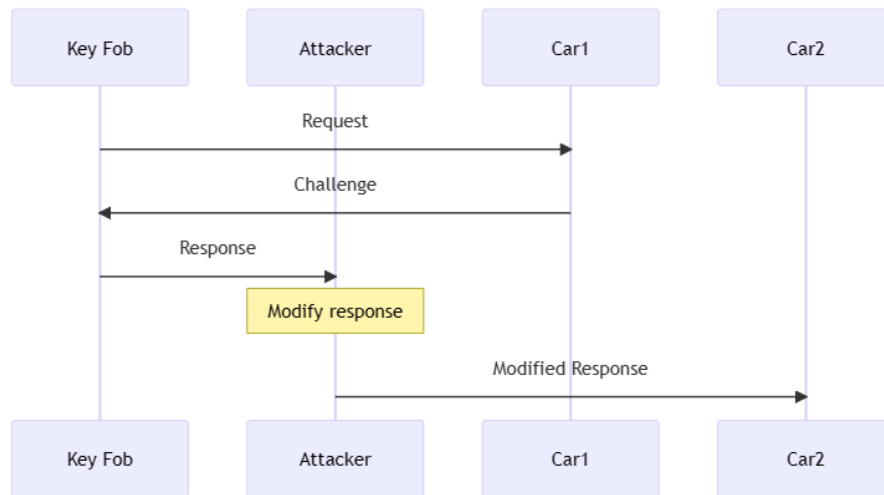 Key Fob
Attacker
Car1
Car2
Request
Challenge
Response
Modify response
Modified Response
Key Fob
Attacker
Car1
Car2